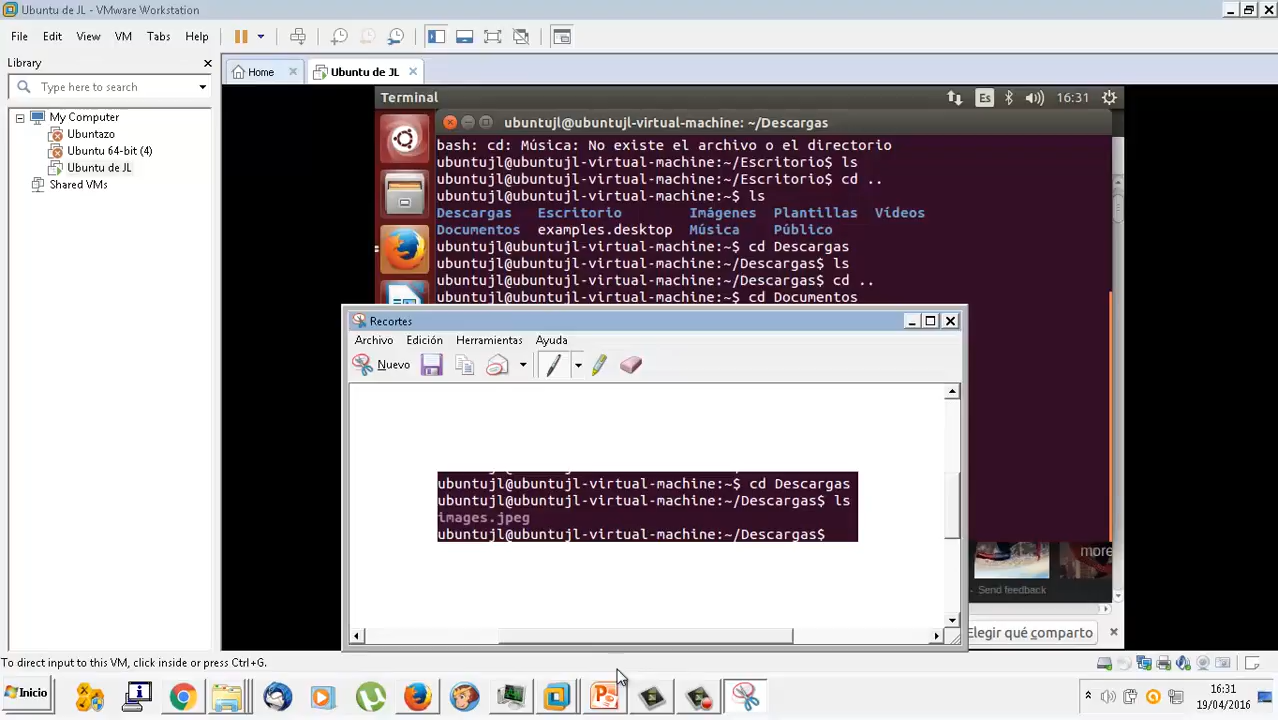 Ubuntu de JL - VMware Workstation
File Edit View VM Tabs Help
Library
Type here to search
My Computer
Ubuntazo
Ubuntu 64-bit (4)
Ubuntu de JL
Shared VMs
Home
Ubuntu de JL
Terminal
Es
16:31
ubuntujl@ubuntujl-virtual-machine: ~/Descargas
bash: cd: Música: No existe el archivo o el directorio
ubuntujl@ubuntujl-virtual-machine:~/Escritorio$ ls
ubuntujl@ubuntujl-virtual-machine:~/Escritorio$ cd ..
ubuntujl@ubuntujl-virtual-machine:~$ ls
Descargas Escritorio Imágenes Plantillas Vídeos
Documentos examples.desktop Música Público
ubuntujl@ubuntujl-virtual-machine:~$ cd Descargas
ubuntujl@ubuntujl-virtual-machine:~/Descargas$ ls
ubuntujl@ubuntujl-virtual-machine:~/Descargas$ cd ..
ubuntujl@ubuntujl-virtual-machine:~$ cd Documentos
Recortes
Archivo Edición Herramientas Ayuda
Nuevo
ubuntujl@ubuntujl-virtual-machine:~$ cd Descargas
ubuntujl@ubuntujl-virtual-machine:~/Descargas$ ls
images.jpeg
ubuntujl@ubuntujl-virtual-machine:~/Descargas$
more
Send feedback
Elegir qué comparto
To direct input to this VM, click inside or press Ctrl+G.
Inicio
16:31
19/04/2016